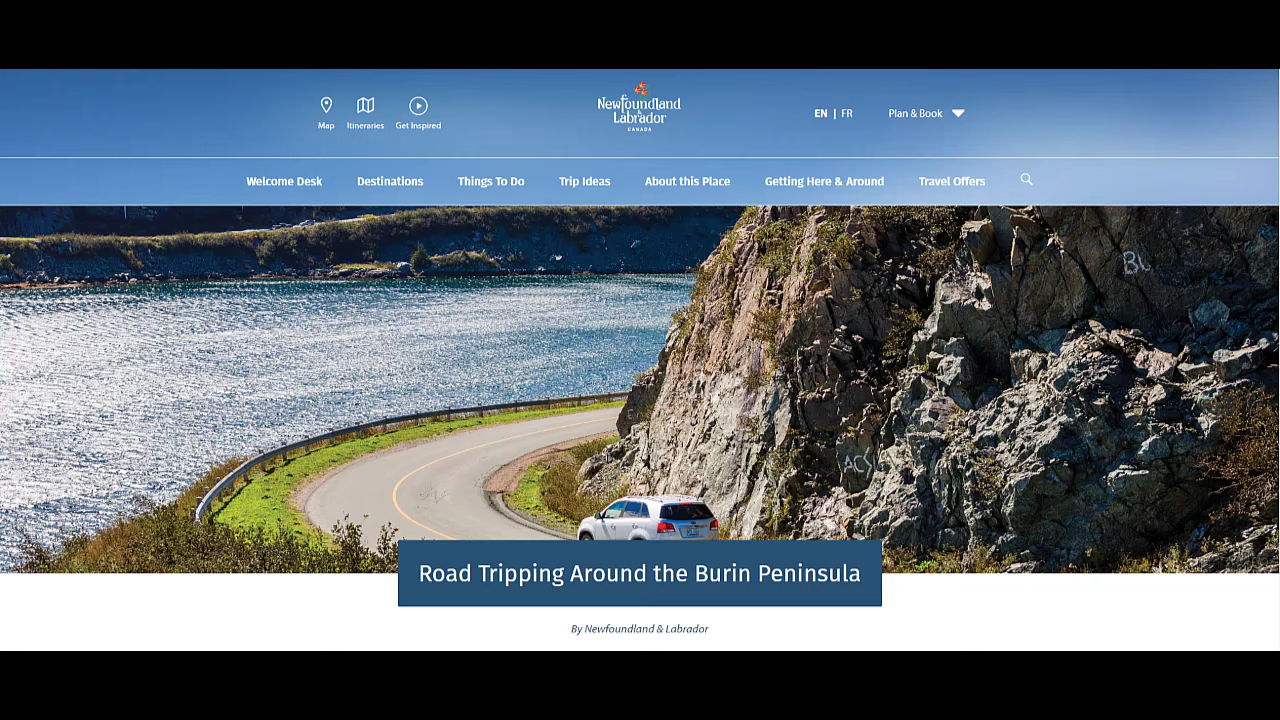 Map
Itineraries
Get Inspired
Newfoundland
Labrador
CANADA
EN | FR
Plan & Book
Welcome Desk
Destinations
Things To Do
Trip Ideas
About this Place
Getting Here & Around
Travel Offers
ACS
Road Tripping Around the Burin Peninsula
By Newfoundland & Labrador